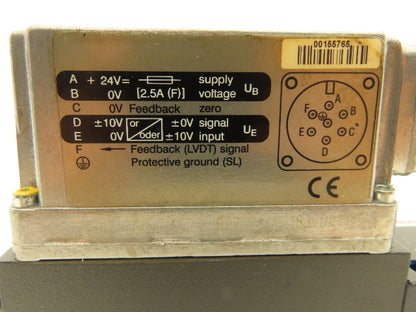 00155765
A + 24V= supply
B 0V [2.5A (F)] voltage UB
C 0V Feedback zero
D ±10V or ±0V signal
E 0V oder ±10V input UE
F ← Feedback (LVDT) signal
Protective ground (SL)
A
F B
E C
D
CE